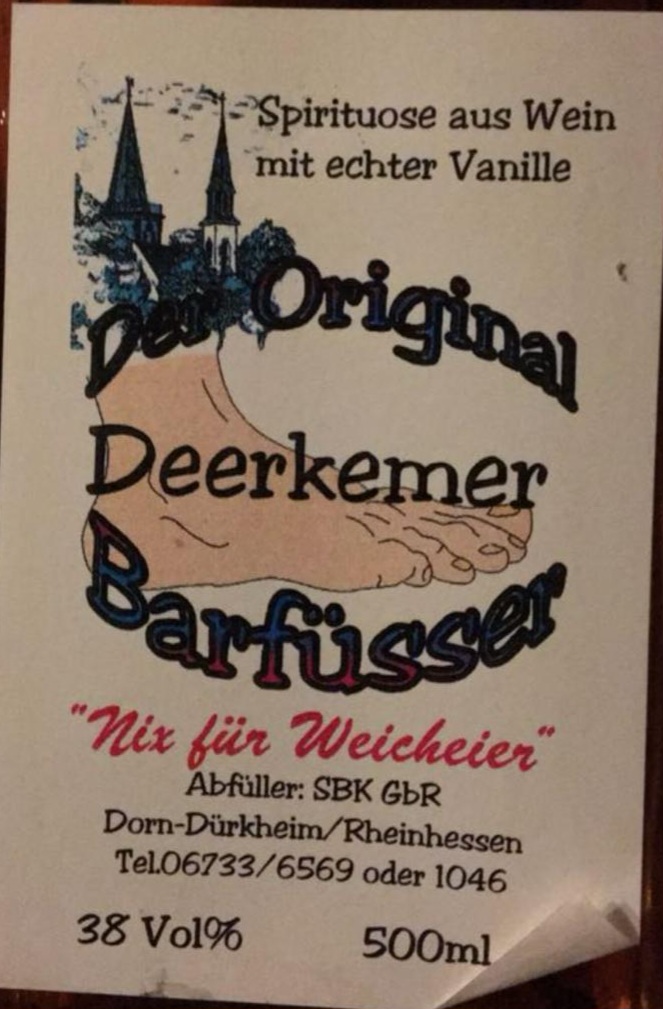 Spirituose aus Wein
mit echter Vanille
Der Original
Deerkemer
Barfüsser
"Nix für Weicheier"
Abfüller: SBK GbR
Dorn-Dürkheim/Rheinhessen
Tel.06733/6569 oder 1046
38 Vol% 500ml